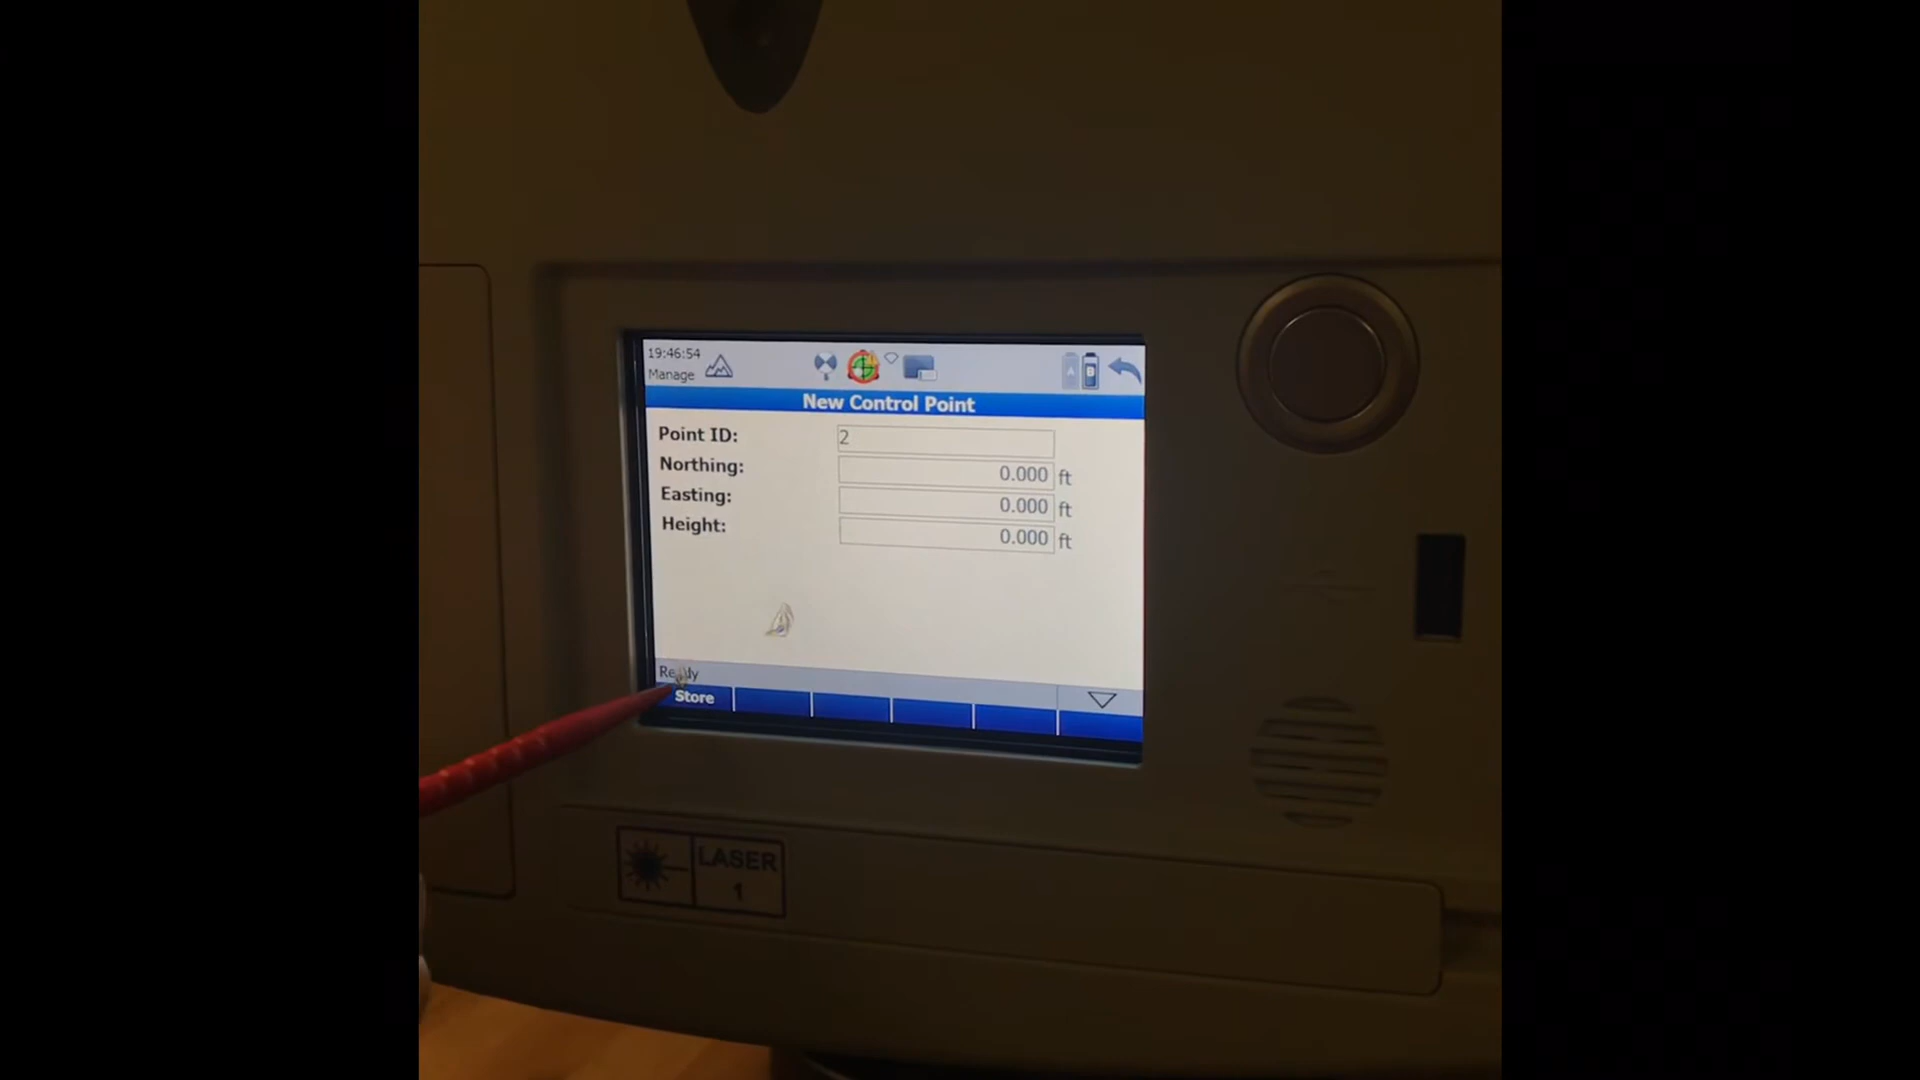 19:46:54
Manage
A
B
New Control Point
Point ID: 2
Northing: 0.000 ft
Easting: 0.000 ft
Height: 0.000 ft
Ready
Store
LASER
1